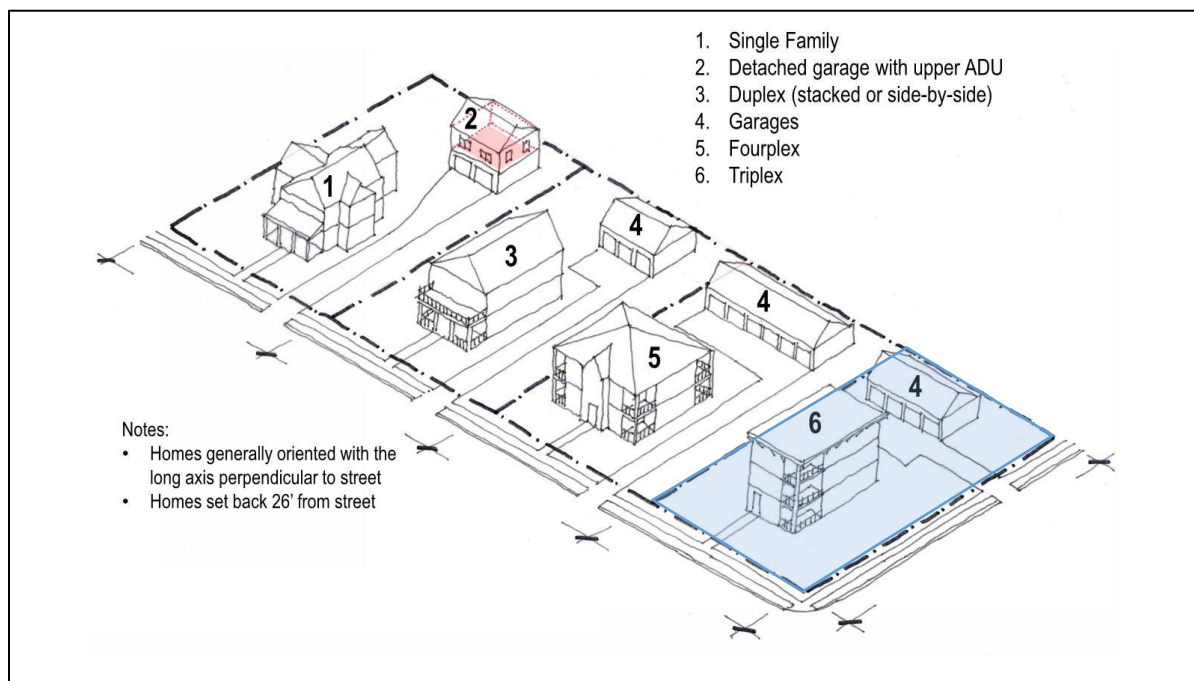 1. Single Family
2. Detached garage with upper ADU
3. Duplex (stacked or side-by-side)
4. Garages
5. Fourplex
6. Triplex
2
1
4
3
4
5
4
6
Notes:
• Homes generally oriented with the
long axis perpendicular to street
• Homes set back 26' from street